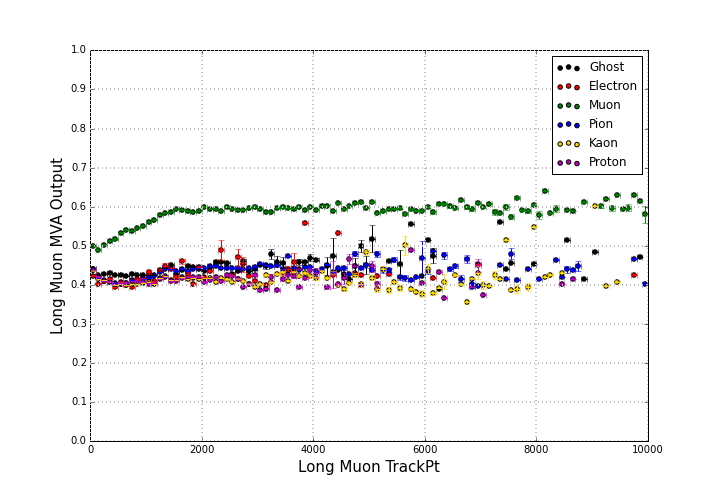 1.0
0.9
0.8
0.7
0.6
0.5
0.4
0.3
0.2
0.1
0.0
Long Muon MVA Output
Ghost
Electron
Muon
Pion
Kaon
Proton
0 2000 4000 6000 8000 10000
Long Muon TrackPt